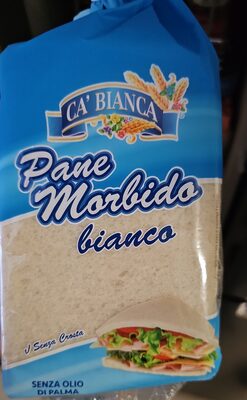 CA' BIANCA
Pane
Morbido
bianco
I Senza Crosta
SENZA OLIO
DI PALMA